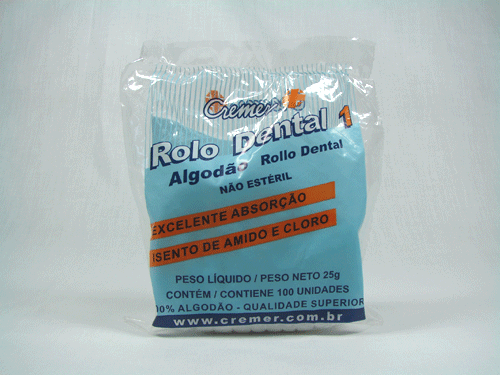 Cremer
Rolo Dental 1
Algodão Rollo Dental
NÃO ESTÉRIL
EXCELENTE ABSORÇÃO
ISENTO DE AMIDO E CLORO
PESO LÍQUIDO / PESO NETO 25g
CONTÉM / CONTIENE 100 UNIDADES
0% ALGODÃO - QUALIDADE SUPERIOR
www.cremer.com.br